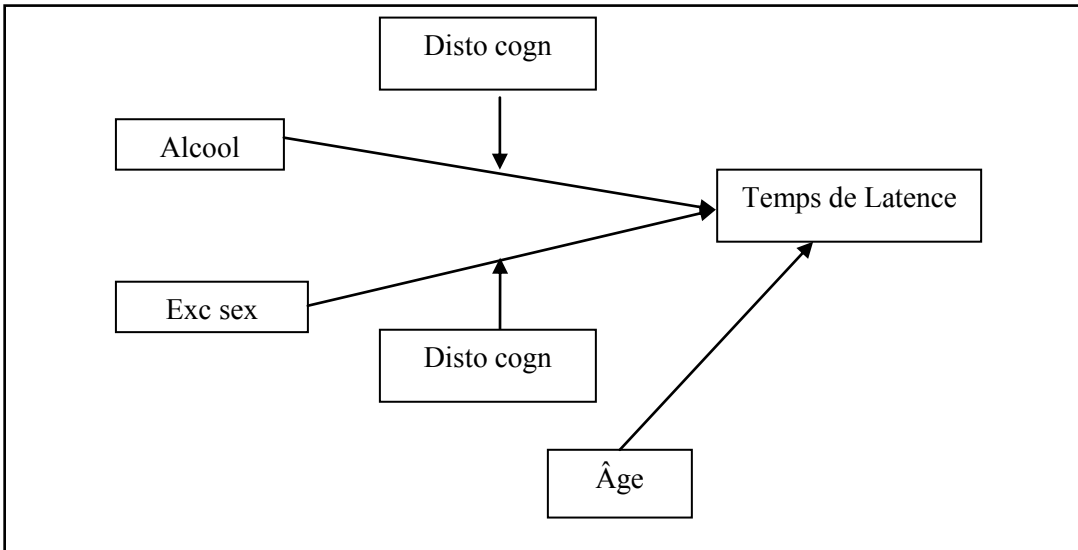 Disto cogn
Alcool
Temps de Latence
Exc sex
Disto cogn
Âge